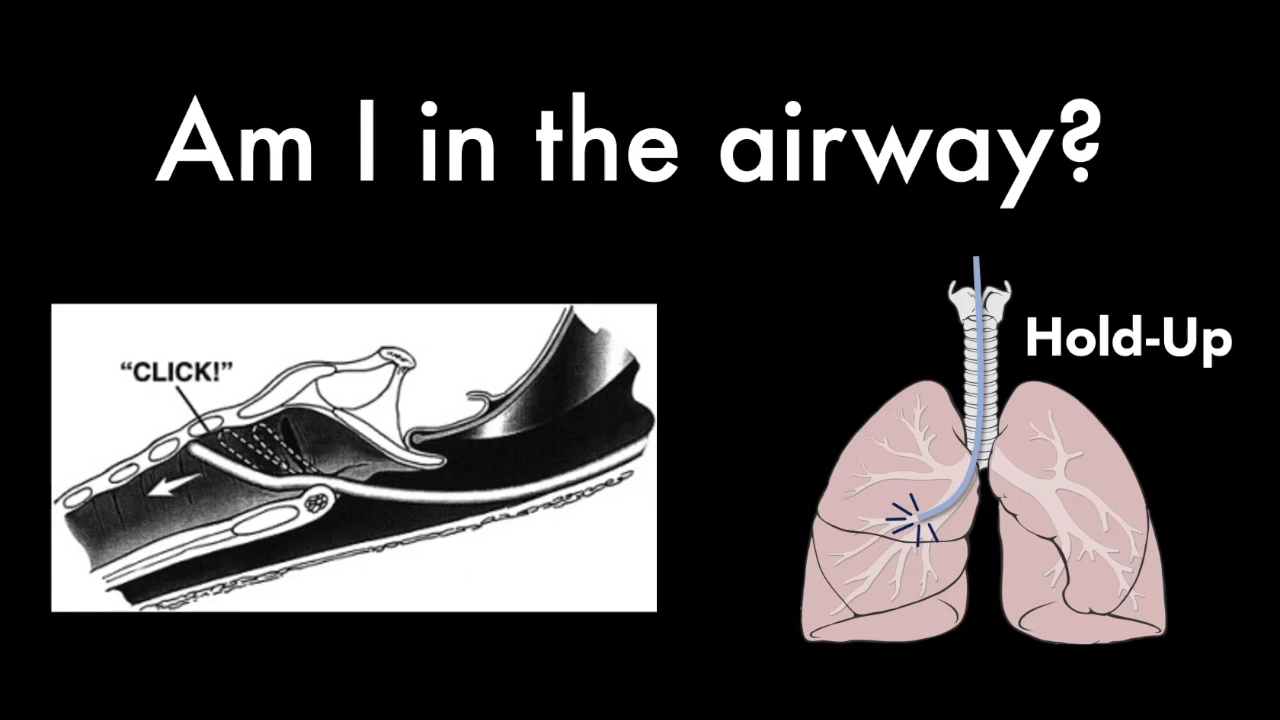 Am I in the airway?
“CLICK!”
Hold-Up